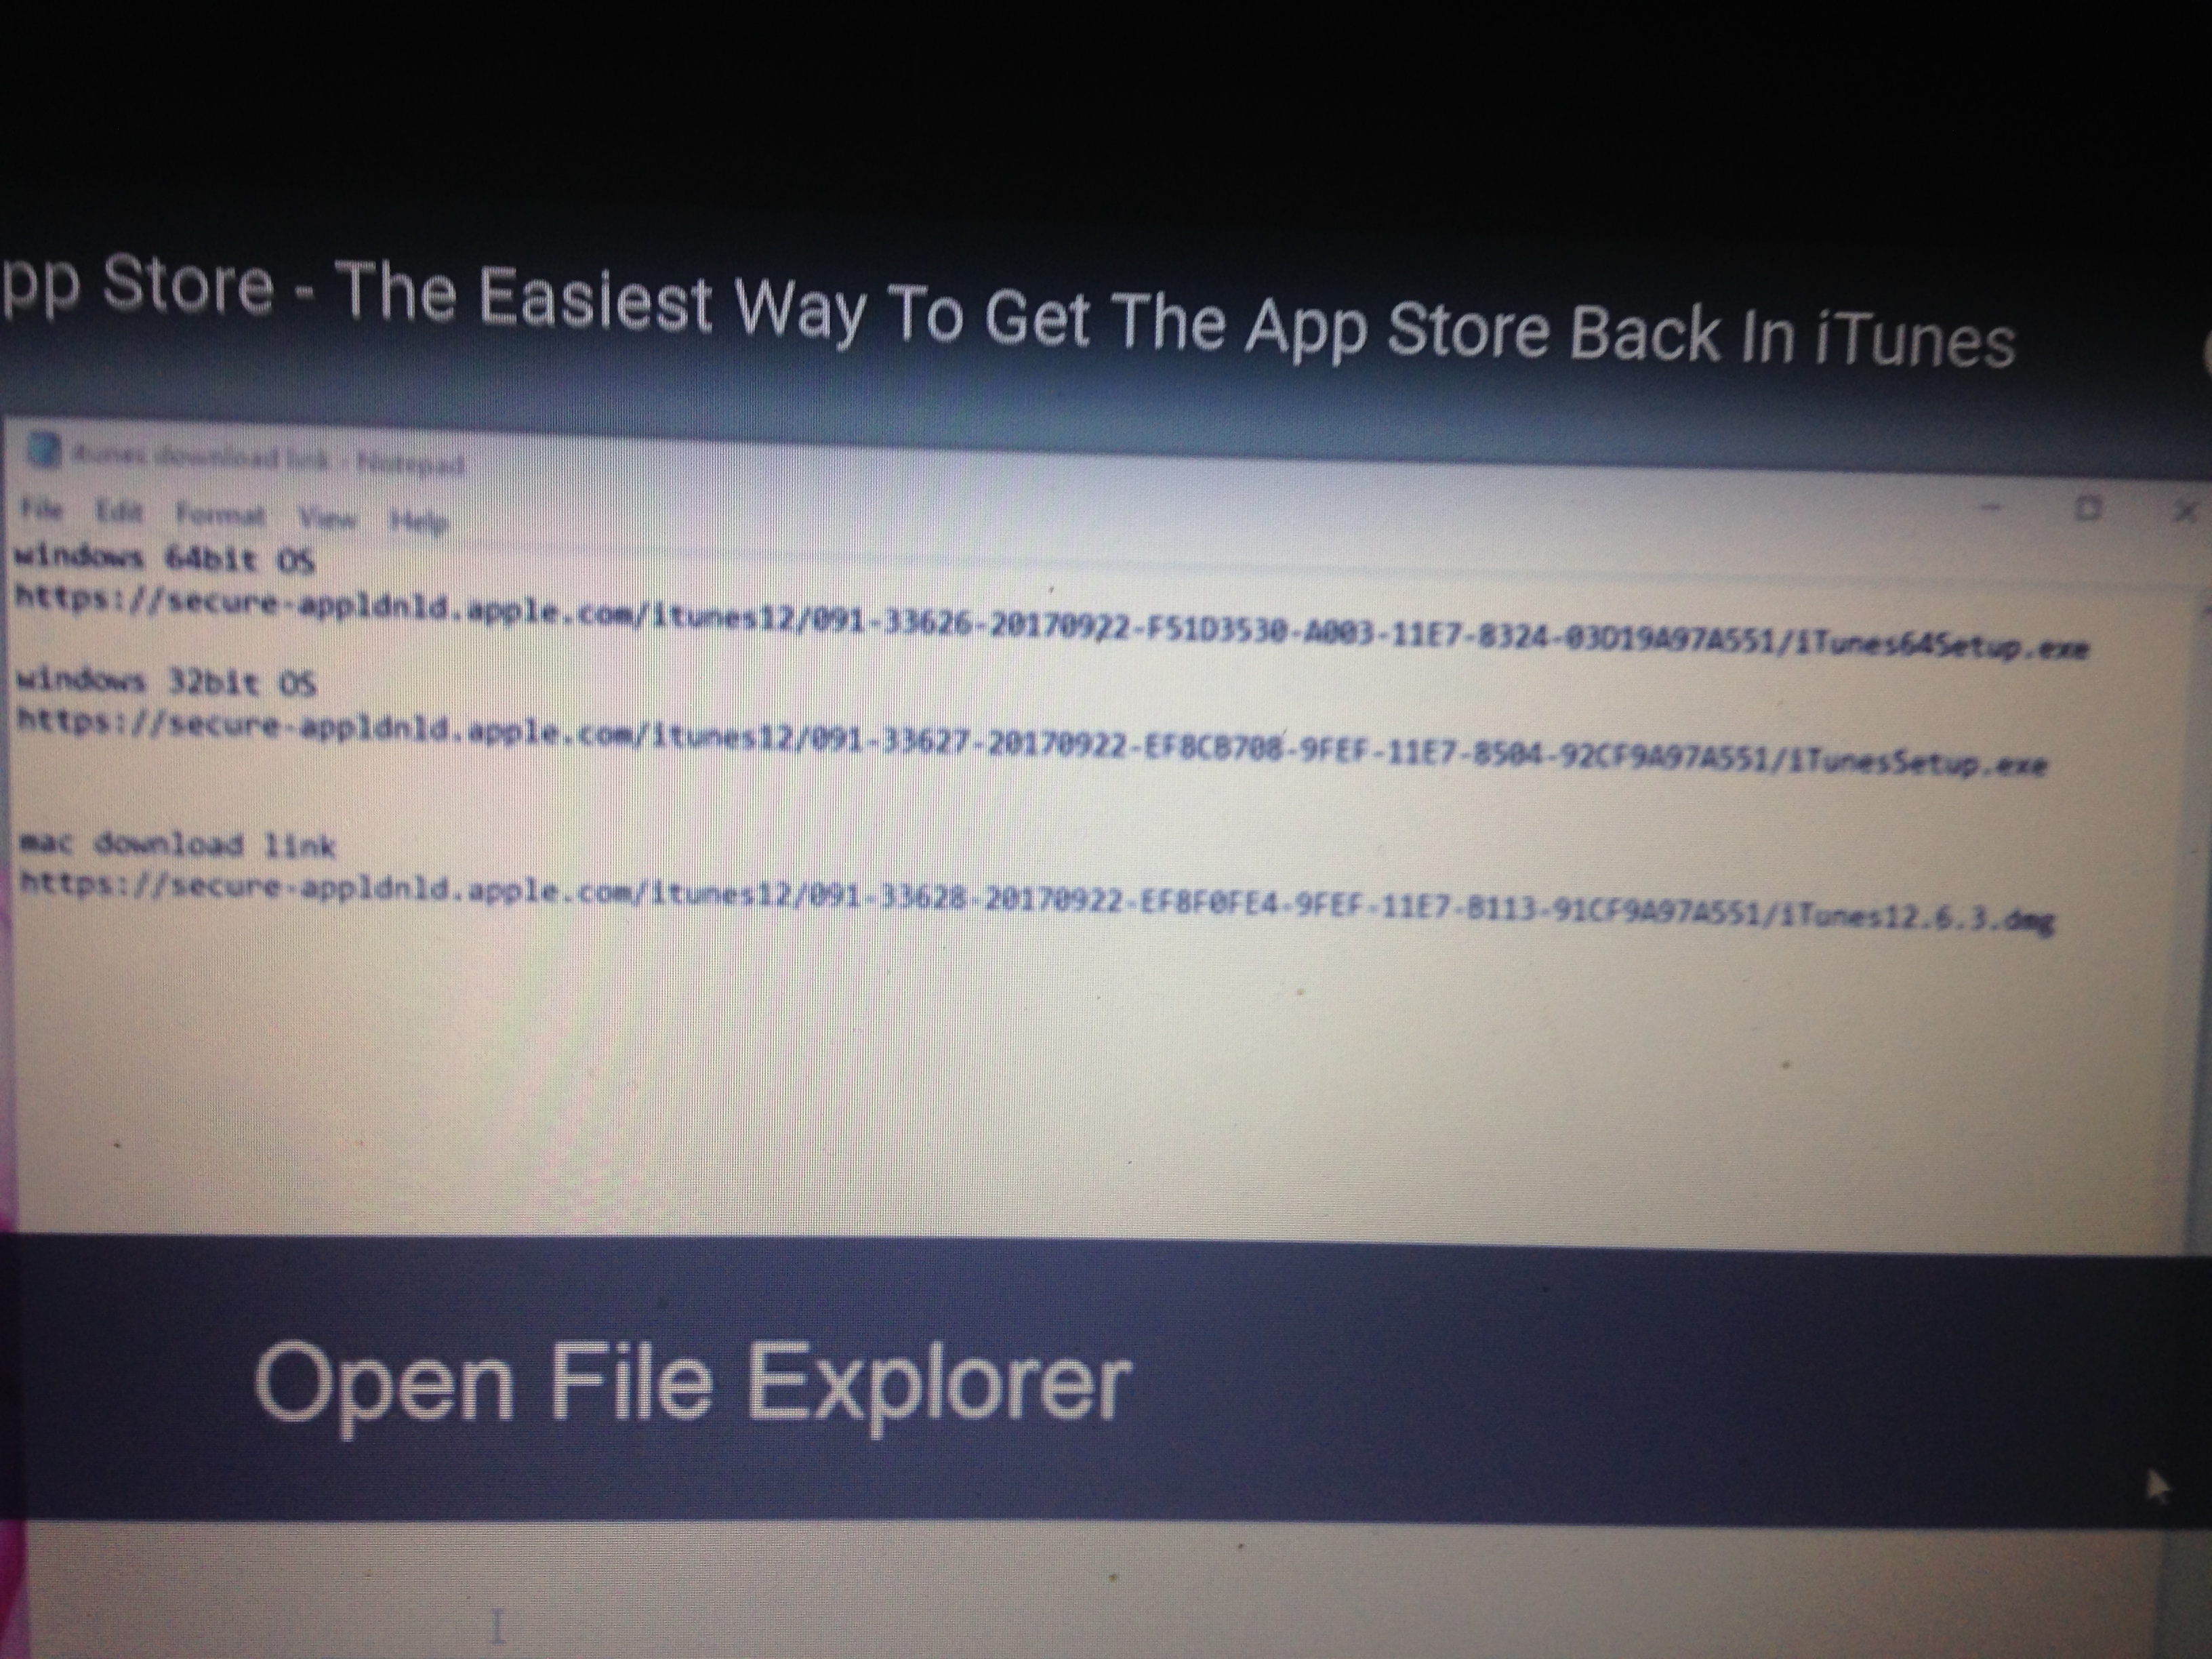 pp Store - The Easiest Way To Get The App Store Back In iTunes
itunes download link - Notepad
File Edit Format View Help
windows 64bit OS
https://secure-appldnld.apple.com/itunes12/091-33626-20170922-F51D3530-A003-11E7-8324-03D19A97A551/iTunes64Setup.exe
windows 32bit OS
https://secure-appldnld.apple.com/itunes12/091-33627-20170922-EF8CB708-9FEF-11E7-8504-92CF9A97A551/iTunesSetup.exe
mac download link
https://secure-appldnld.apple.com/itunes12/091-33628-20170922-EF8F0FE4-9FEF-11E7-B113-91CF9A97A551/iTunes12.6.3.dmg
Open File Explorer